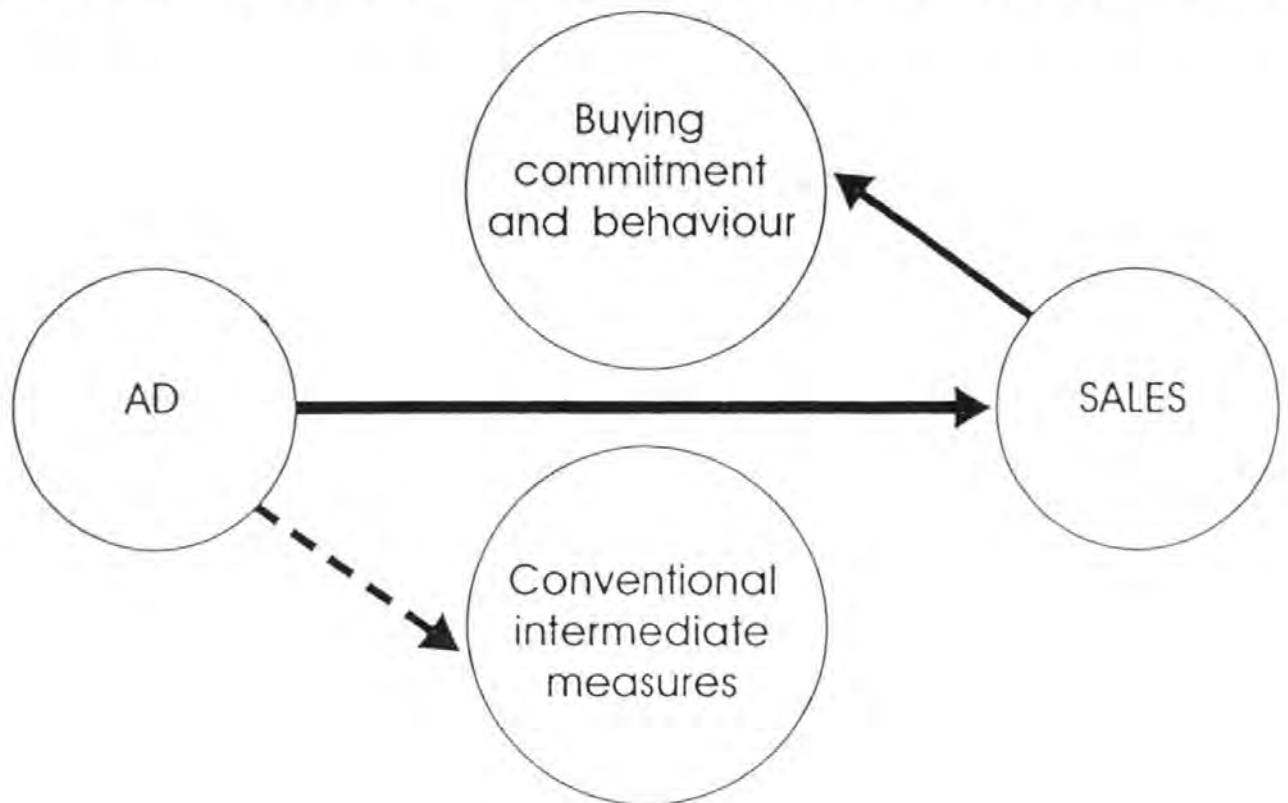 Buying
commitment
and behaviour
AD
SALES
Conventional
intermediate
measures